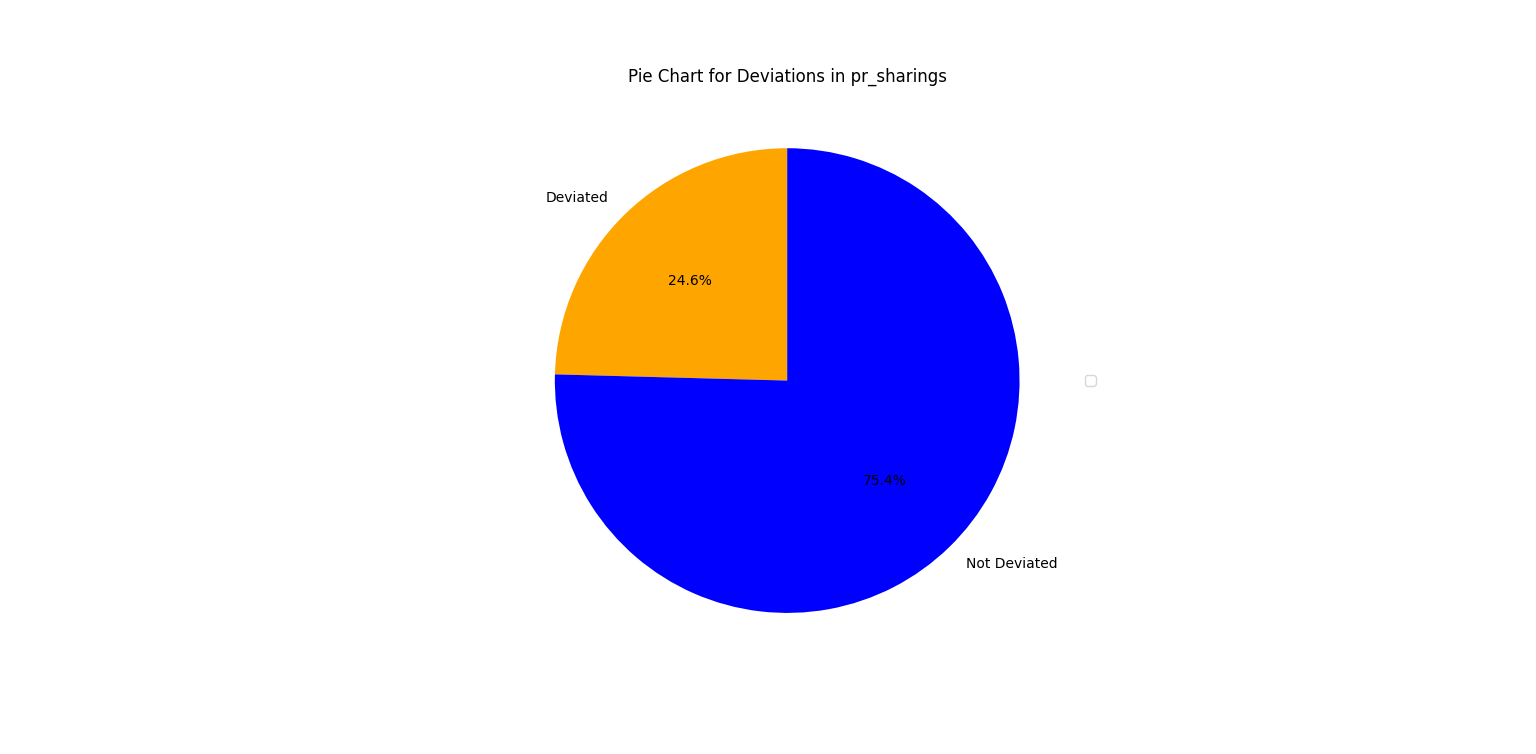 Pie Chart for Deviations in pr_sharings
Deviated
24.6%
75.4%
Not Deviated